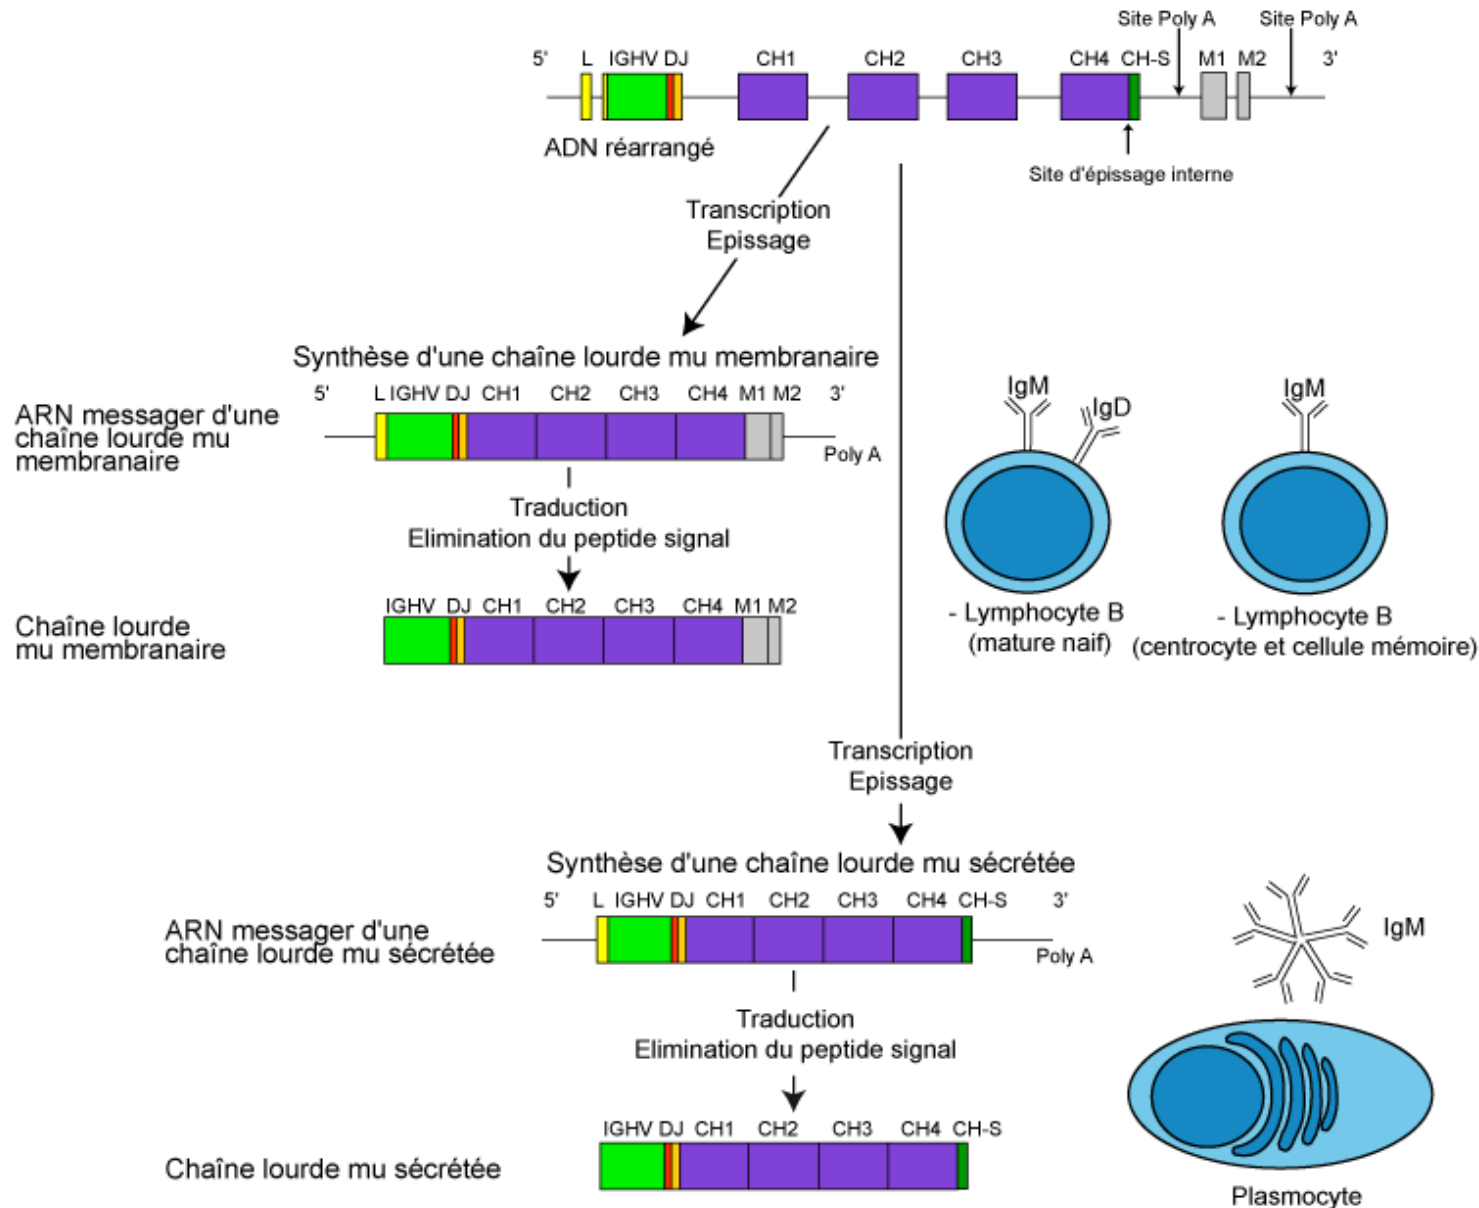 Site Poly A Site Poly A
5' L IGHV DJ CH1 CH2 CH3 CH4 CH-S M1 M2 3'
ADN réarrangé
Site d'épissage interne
Transcription
Epissage
Synthèse d'une chaîne lourde mu membranaire
5' L IGHV DJ CH1 CH2 CH3 CH4 M1 M2 3'
ARN messager d'une
chaîne lourde mu
membranaire
Poly A
Traduction
Elimination du peptide signal
IGHV DJ CH1 CH2 CH3 CH4 M1 M2
Chaîne lourde
mu membranaire
IgM
IgD
- Lymphocyte B
(mature naif)
IgM
- Lymphocyte B
(centrocyte et cellule mémoire)
Transcription
Epissage
Synthèse d'une chaîne lourde mu sécrétée
5' L IGHV DJ CH1 CH2 CH3 CH4 CH-S 3'
ARN messager d'une
chaîne lourde mu sécrétée
Poly A
IgM
Traduction
Elimination du peptide signal
IGHV DJ CH1 CH2 CH3 CH4 CH-S
Chaîne lourde mu sécrétée
Plasmocyte